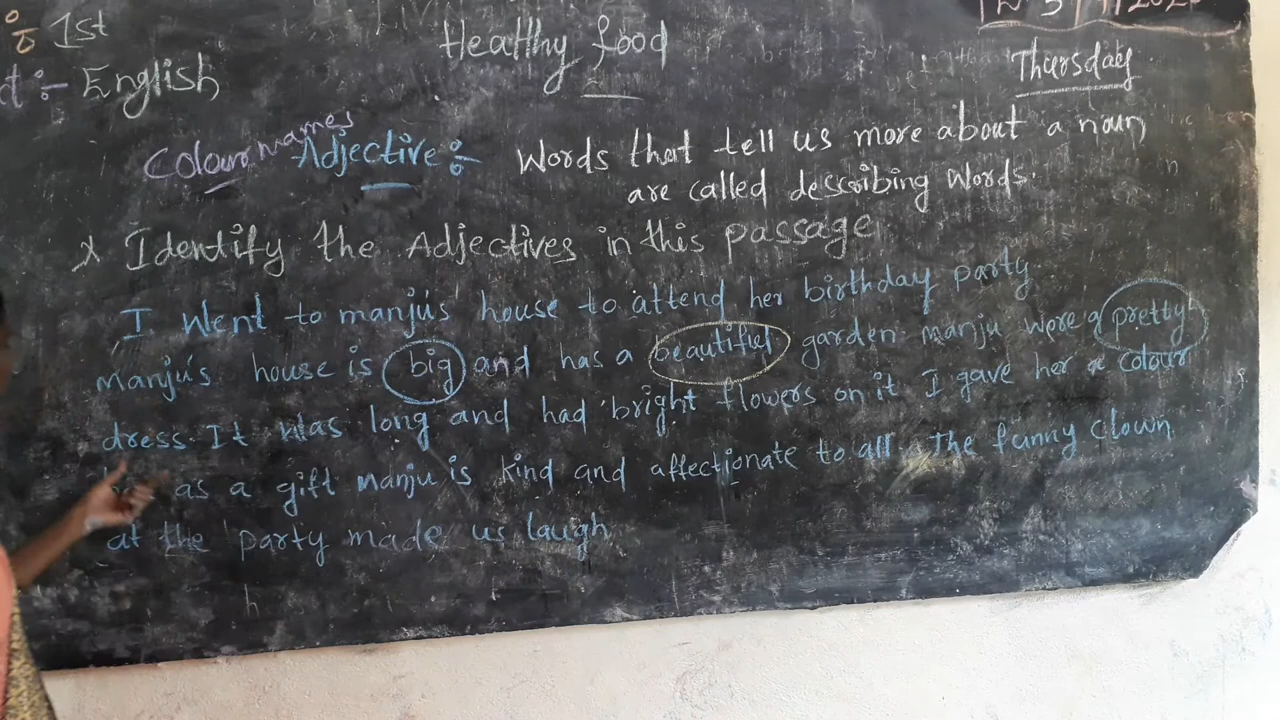 1st
Healthy food
English
Thursday
Colour names
Adjective :- Words that tell us more about a noun
are called describing words.
Identify the Adjectives in this passage
I went to manju's house to attend her birthday party
Manju's house is big and has a beautiful garden. manju wore a pretty
dress. It was long and had bright flowers on it I gave her a colour
as a gift manju is kind and affectionate to all. The funny clown
at the party made us laugh
h